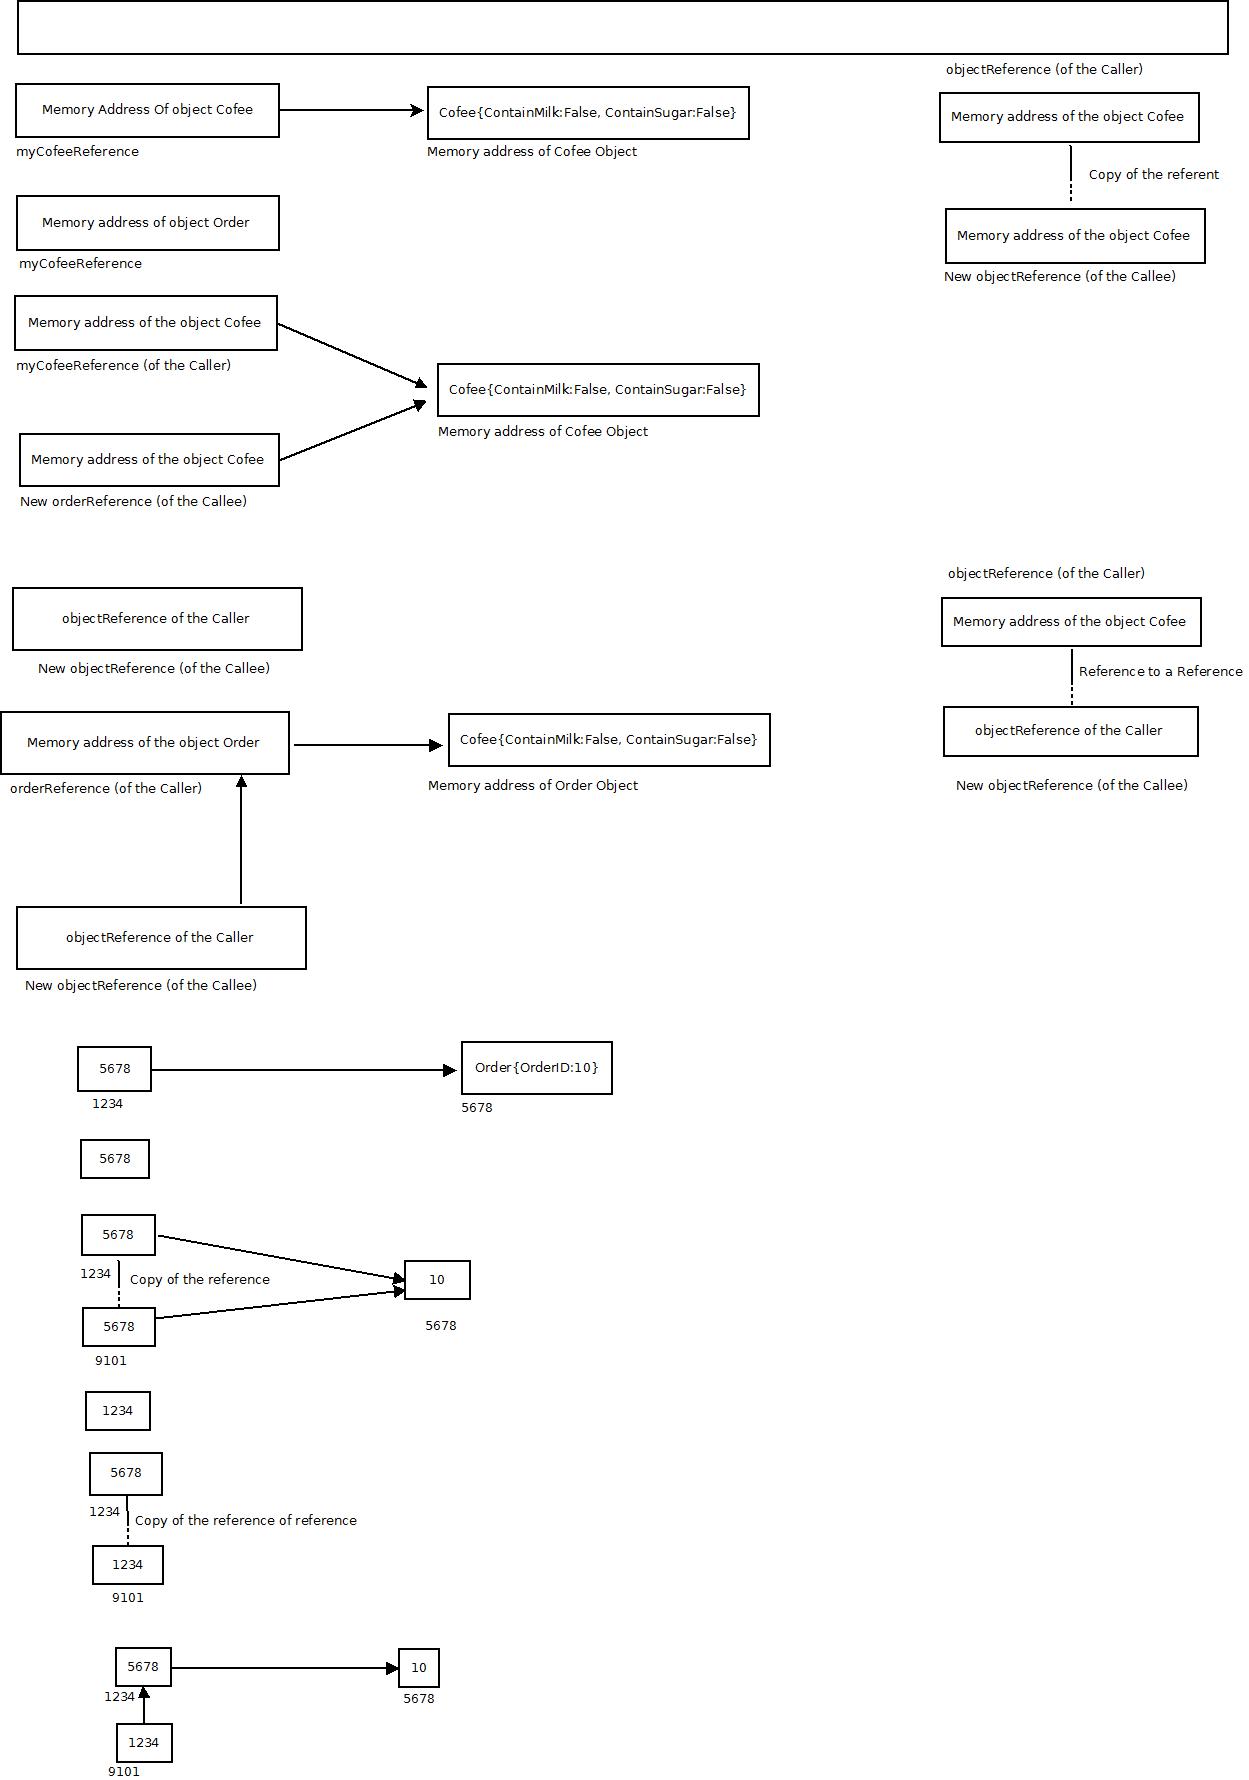 objectReference (of the Caller)
Memory Address Of object Cofee
Cofee{ContainMilk:False, ContainSugar:False}
Memory address of the object Cofee
myCofeeReference
Memory address of Cofee Object
Copy of the referent
Memory address of object Order
Memory address of the object Cofee
myCofeeReference
New objectReference (of the Callee)
Memory address of the object Cofee
myCofeeReference (of the Caller)
Cofee{ContainMilk:False, ContainSugar:False}
Memory address of Cofee Object
Memory address of the object Cofee
New orderReference (of the Callee)
objectReference (of the Caller)
objectReference of the Caller
Memory address of the object Cofee
New objectReference (of the Callee)
Reference to a Reference
Memory address of the object Order
Cofee{ContainMilk:False, ContainSugar:False}
objectReference of the Caller
orderReference (of the Caller)
Memory address of Order Object
New objectReference (of the Callee)
objectReference of the Caller
New objectReference (of the Callee)
5678
Order{OrderID:10}
1234
5678
5678
5678
1234
Copy of the reference
10
5678
5678
9101
1234
5678
1234
Copy of the reference of reference
1234
9101
5678
10
1234
5678
1234
9101